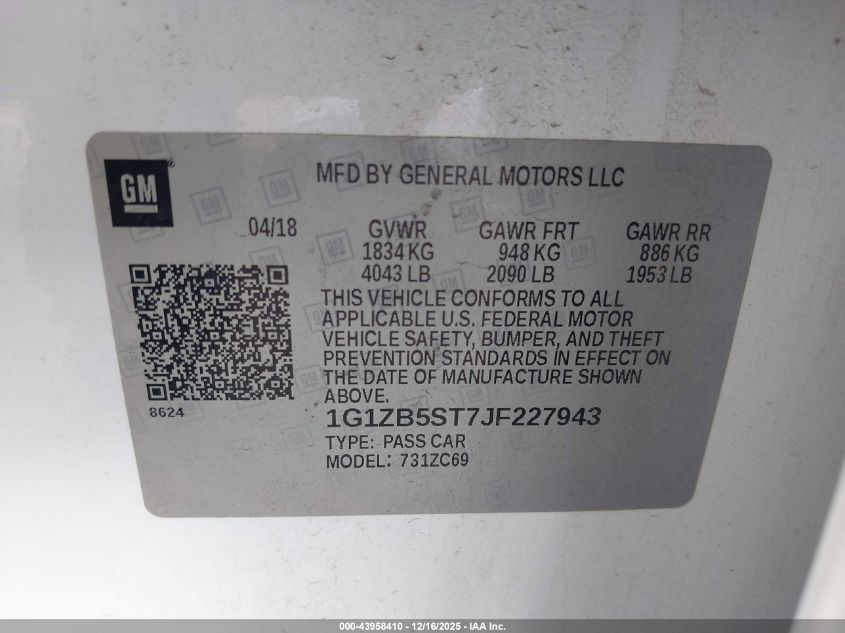 GM
MFD BY GENERAL MOTORS LLC
04/18 GVWR GAWR FRT GAWR RR
1834 KG 948 KG 886 KG
4043 LB 2090 LB 1953 LB
THIS VEHICLE CONFORMS TO ALL
APPLICABLE U.S. FEDERAL MOTOR
VEHICLE SAFETY, BUMPER, AND THEFT
PREVENTION STANDARDS IN EFFECT ON
THE DATE OF MANUFACTURE SHOWN
ABOVE.
8624
1G1ZB5ST7JF227943
TYPE: PASS CAR
MODEL: 731ZC69
000-43958410 - 12/16/2025 - IAA Inc.